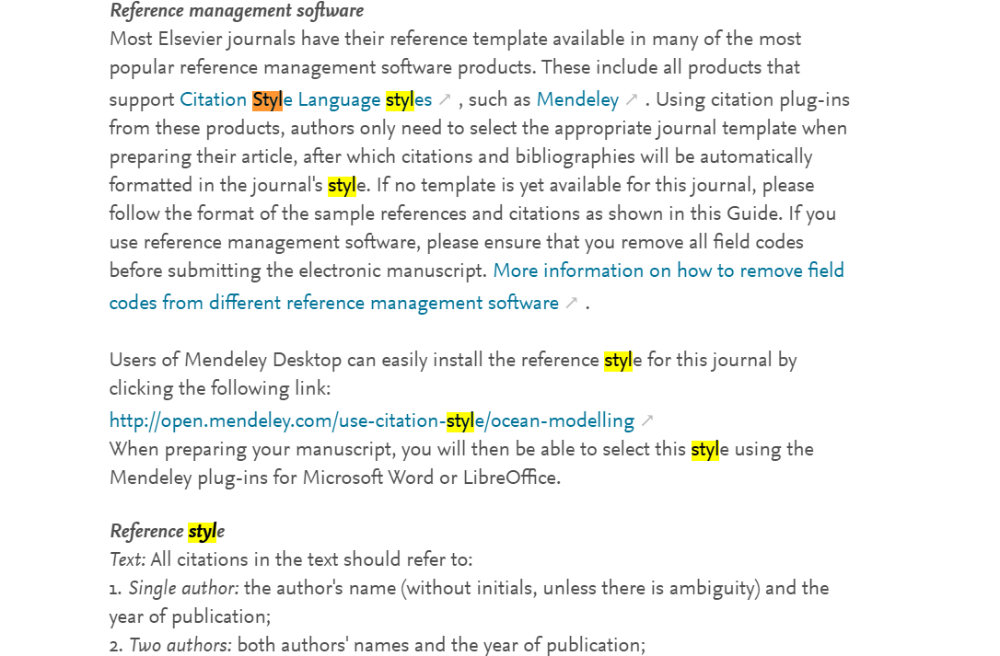 Reference management software
Most Elsevier journals have their reference template available in many of the most
popular reference management software products. These include all products that
support Citation Style Language styles ↗ , such as Mendeley ↗ . Using citation plug-ins
from these products, authors only need to select the appropriate journal template when
preparing their article, after which citations and bibliographies will be automatically
formatted in the journal's style. If no template is yet available for this journal, please
follow the format of the sample references and citations as shown in this Guide. If you
use reference management software, please ensure that you remove all field codes
before submitting the electronic manuscript. More information on how to remove field
codes from different reference management software ↗ .
Users of Mendeley Desktop can easily install the reference style for this journal by
clicking the following link:
http://open.mendeley.com/use-citation-style/ocean-modelling ↗
When preparing your manuscript, you will then be able to select this style using the
Mendeley plug-ins for Microsoft Word or LibreOffice.
Reference style
Text: All citations in the text should refer to:
1. Single author: the author's name (without initials, unless there is ambiguity) and the
year of publication;
2. Two authors: both authors' names and the year of publication;